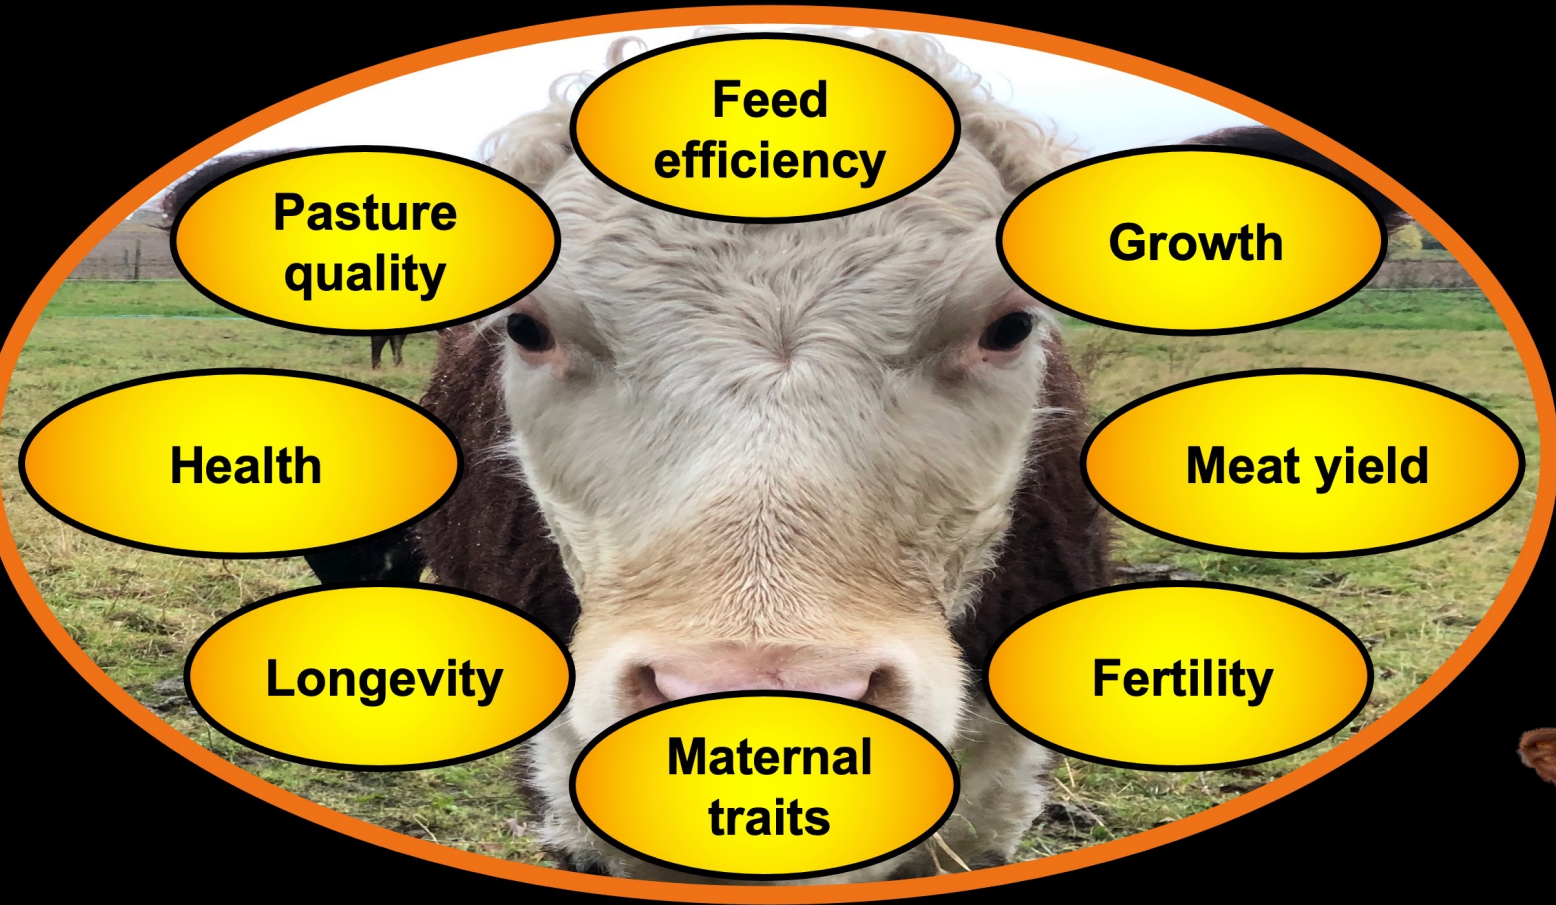 Feed
efficiency
Pasture
quality
Growth
Health
Meat yield
Longevity
Fertility
Maternal
traits